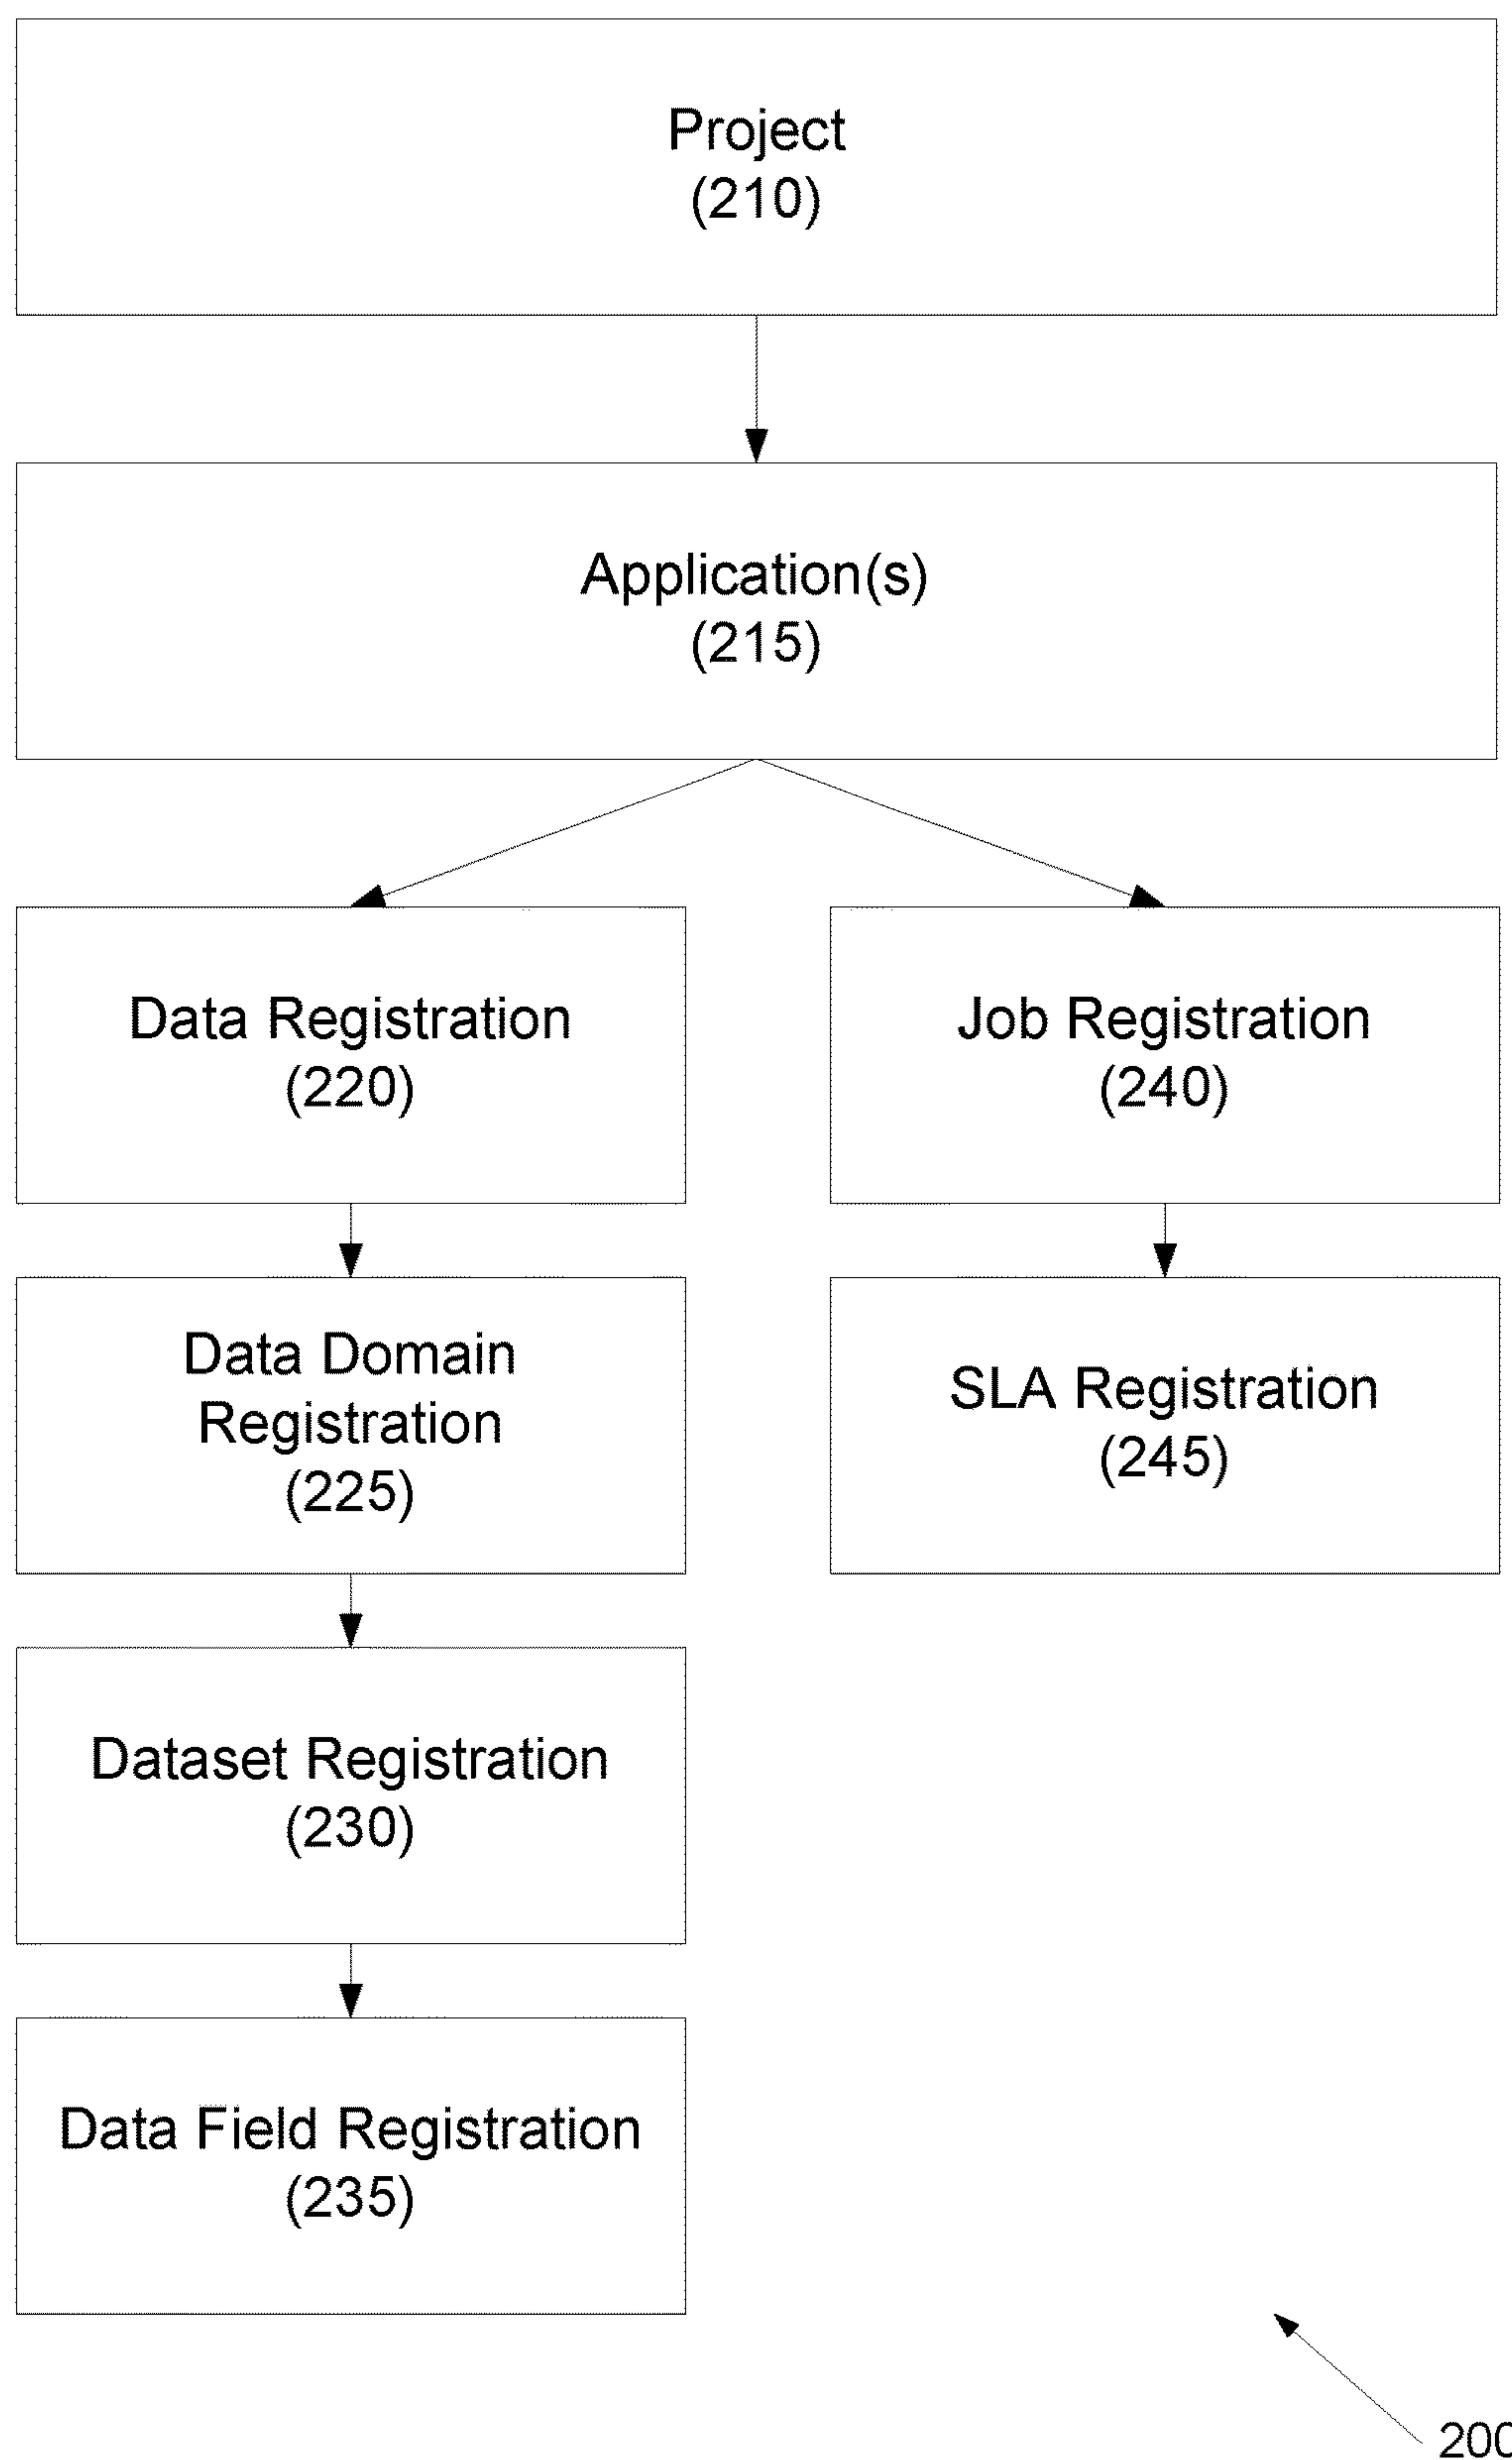 Project
(210)
Application(s)
(215)
Data Registration
(220)
Job Registration
(240)
Data Domain
Registration
(225)
SLA Registration
(245)
Dataset Registration
(230)
Data Field Registration
(235)
200